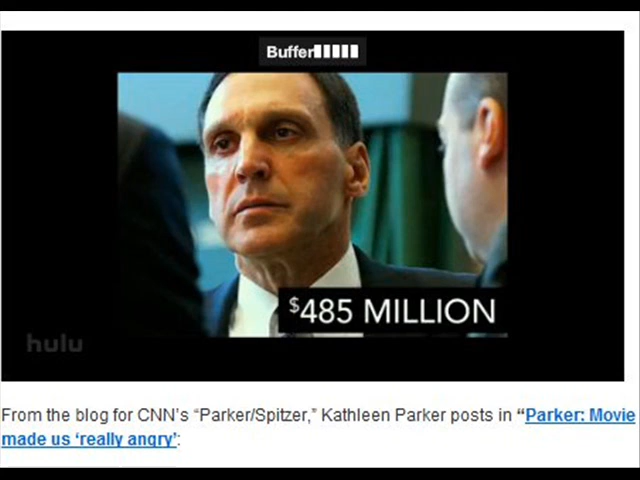 Buffer
$485 MILLION
hulu
From the blog for CNN's “Parker/Spitzer,” Kathleen Parker posts in “Parker: Movie
made us ‘really angry’: